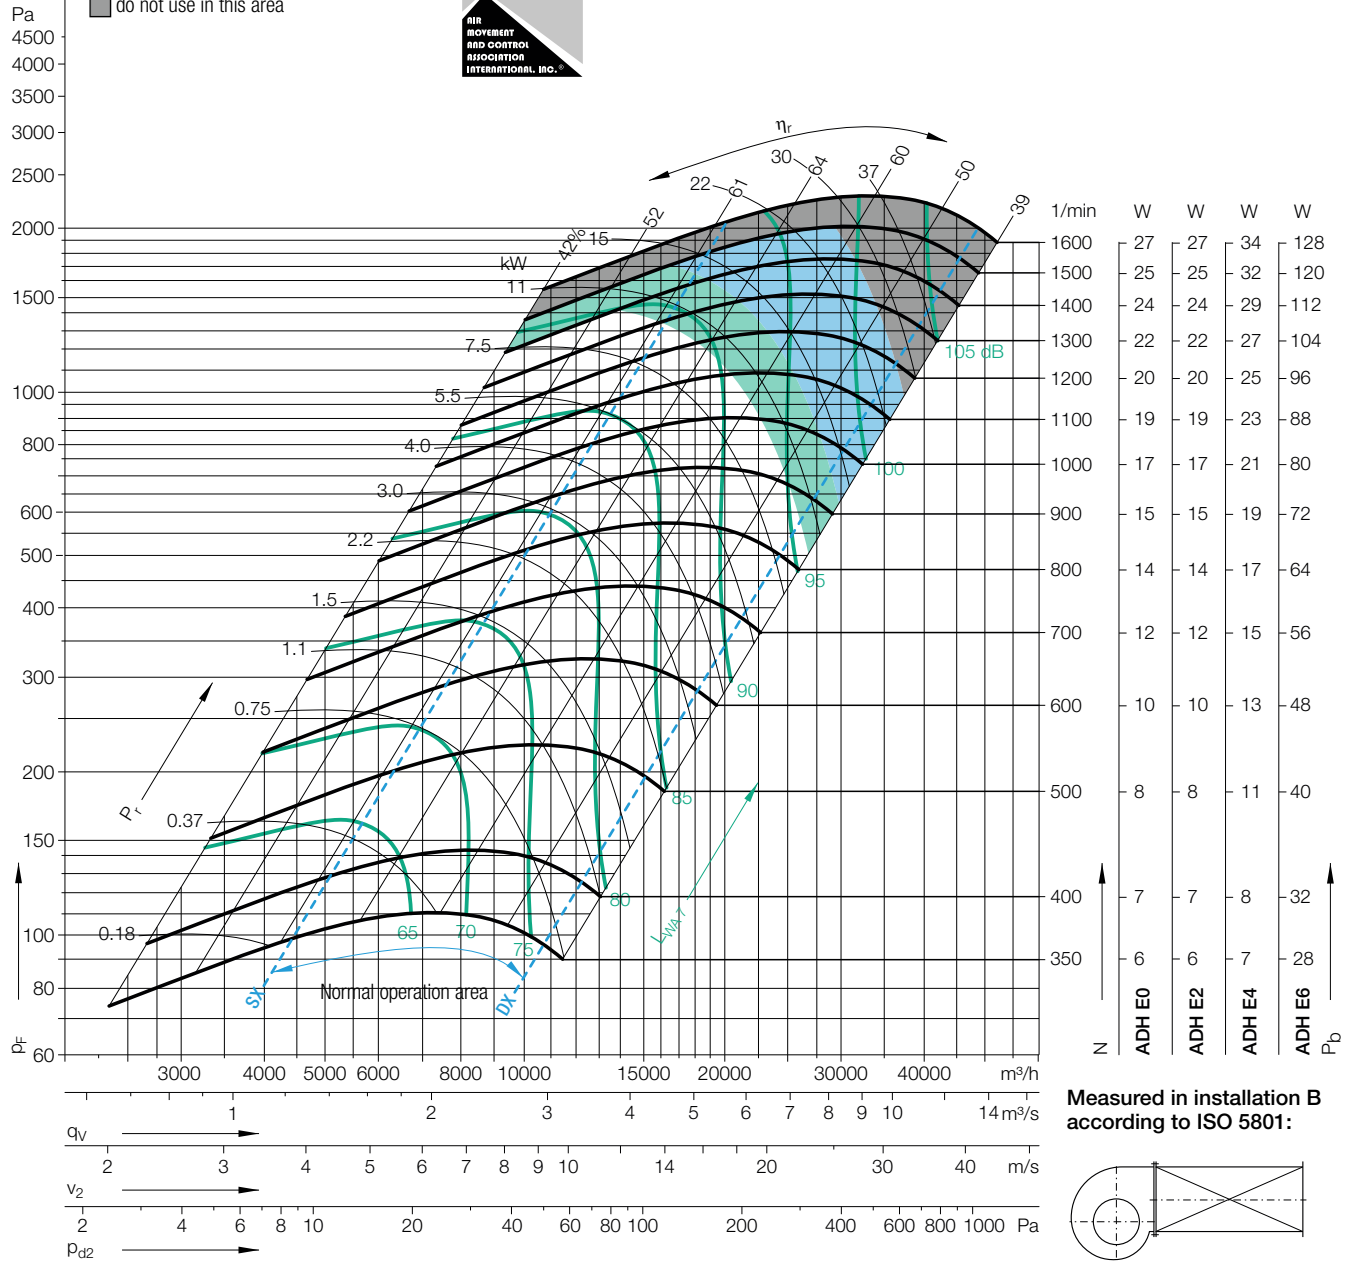 do not use in this area
Pa
4500
4000
3500
3000
2500
2000
1500
1000
800
600
500
400
300
200
150
100
80
60
pF
AIR
MOVEMENT
AND CONTROL
ASSOCIATION
INTERNATIONAL, INC.®
ηr
42% 52 61 64 60 50 39
kW
0.18
0.37
0.75
1.1
1.5
2.2
3.0
4.0
5.5
7.5
11
15
22
30
37
Pr
65 70 75 80 85 90 95 100 105 dB
LWA 7
SX
Normal operation area
DX
1/min W W W W
1600 27 27 34 128
1500 25 25 32 120
1400 24 24 29 112
1300 22 22 27 104
1200 20 20 25 96
1100 19 19 23 88
1000 17 17 21 80
900 15 15 19 72
800 14 14 17 64
700 12 12 15 56
600 10 10 13 48
500 8 8 11 40
400 7 7 8 32
350 6 6 7 28
N ADH E0 ADH E2 ADH E4 ADH E6 Pb
3000 4000 5000 6000 8000 10000 15000 20000 30000 40000 m³/h
1 2 3 4 5 6 7 8 9 10 14 m³/s
qV
2 3 4 5 6 7 8 9 10 14 20 30 40 m/s
v2
2 4 6 8 10 20 40 60 80 100 200 400 600 800 1000 Pa
pd2
Measured in installation B
according to ISO 5801: